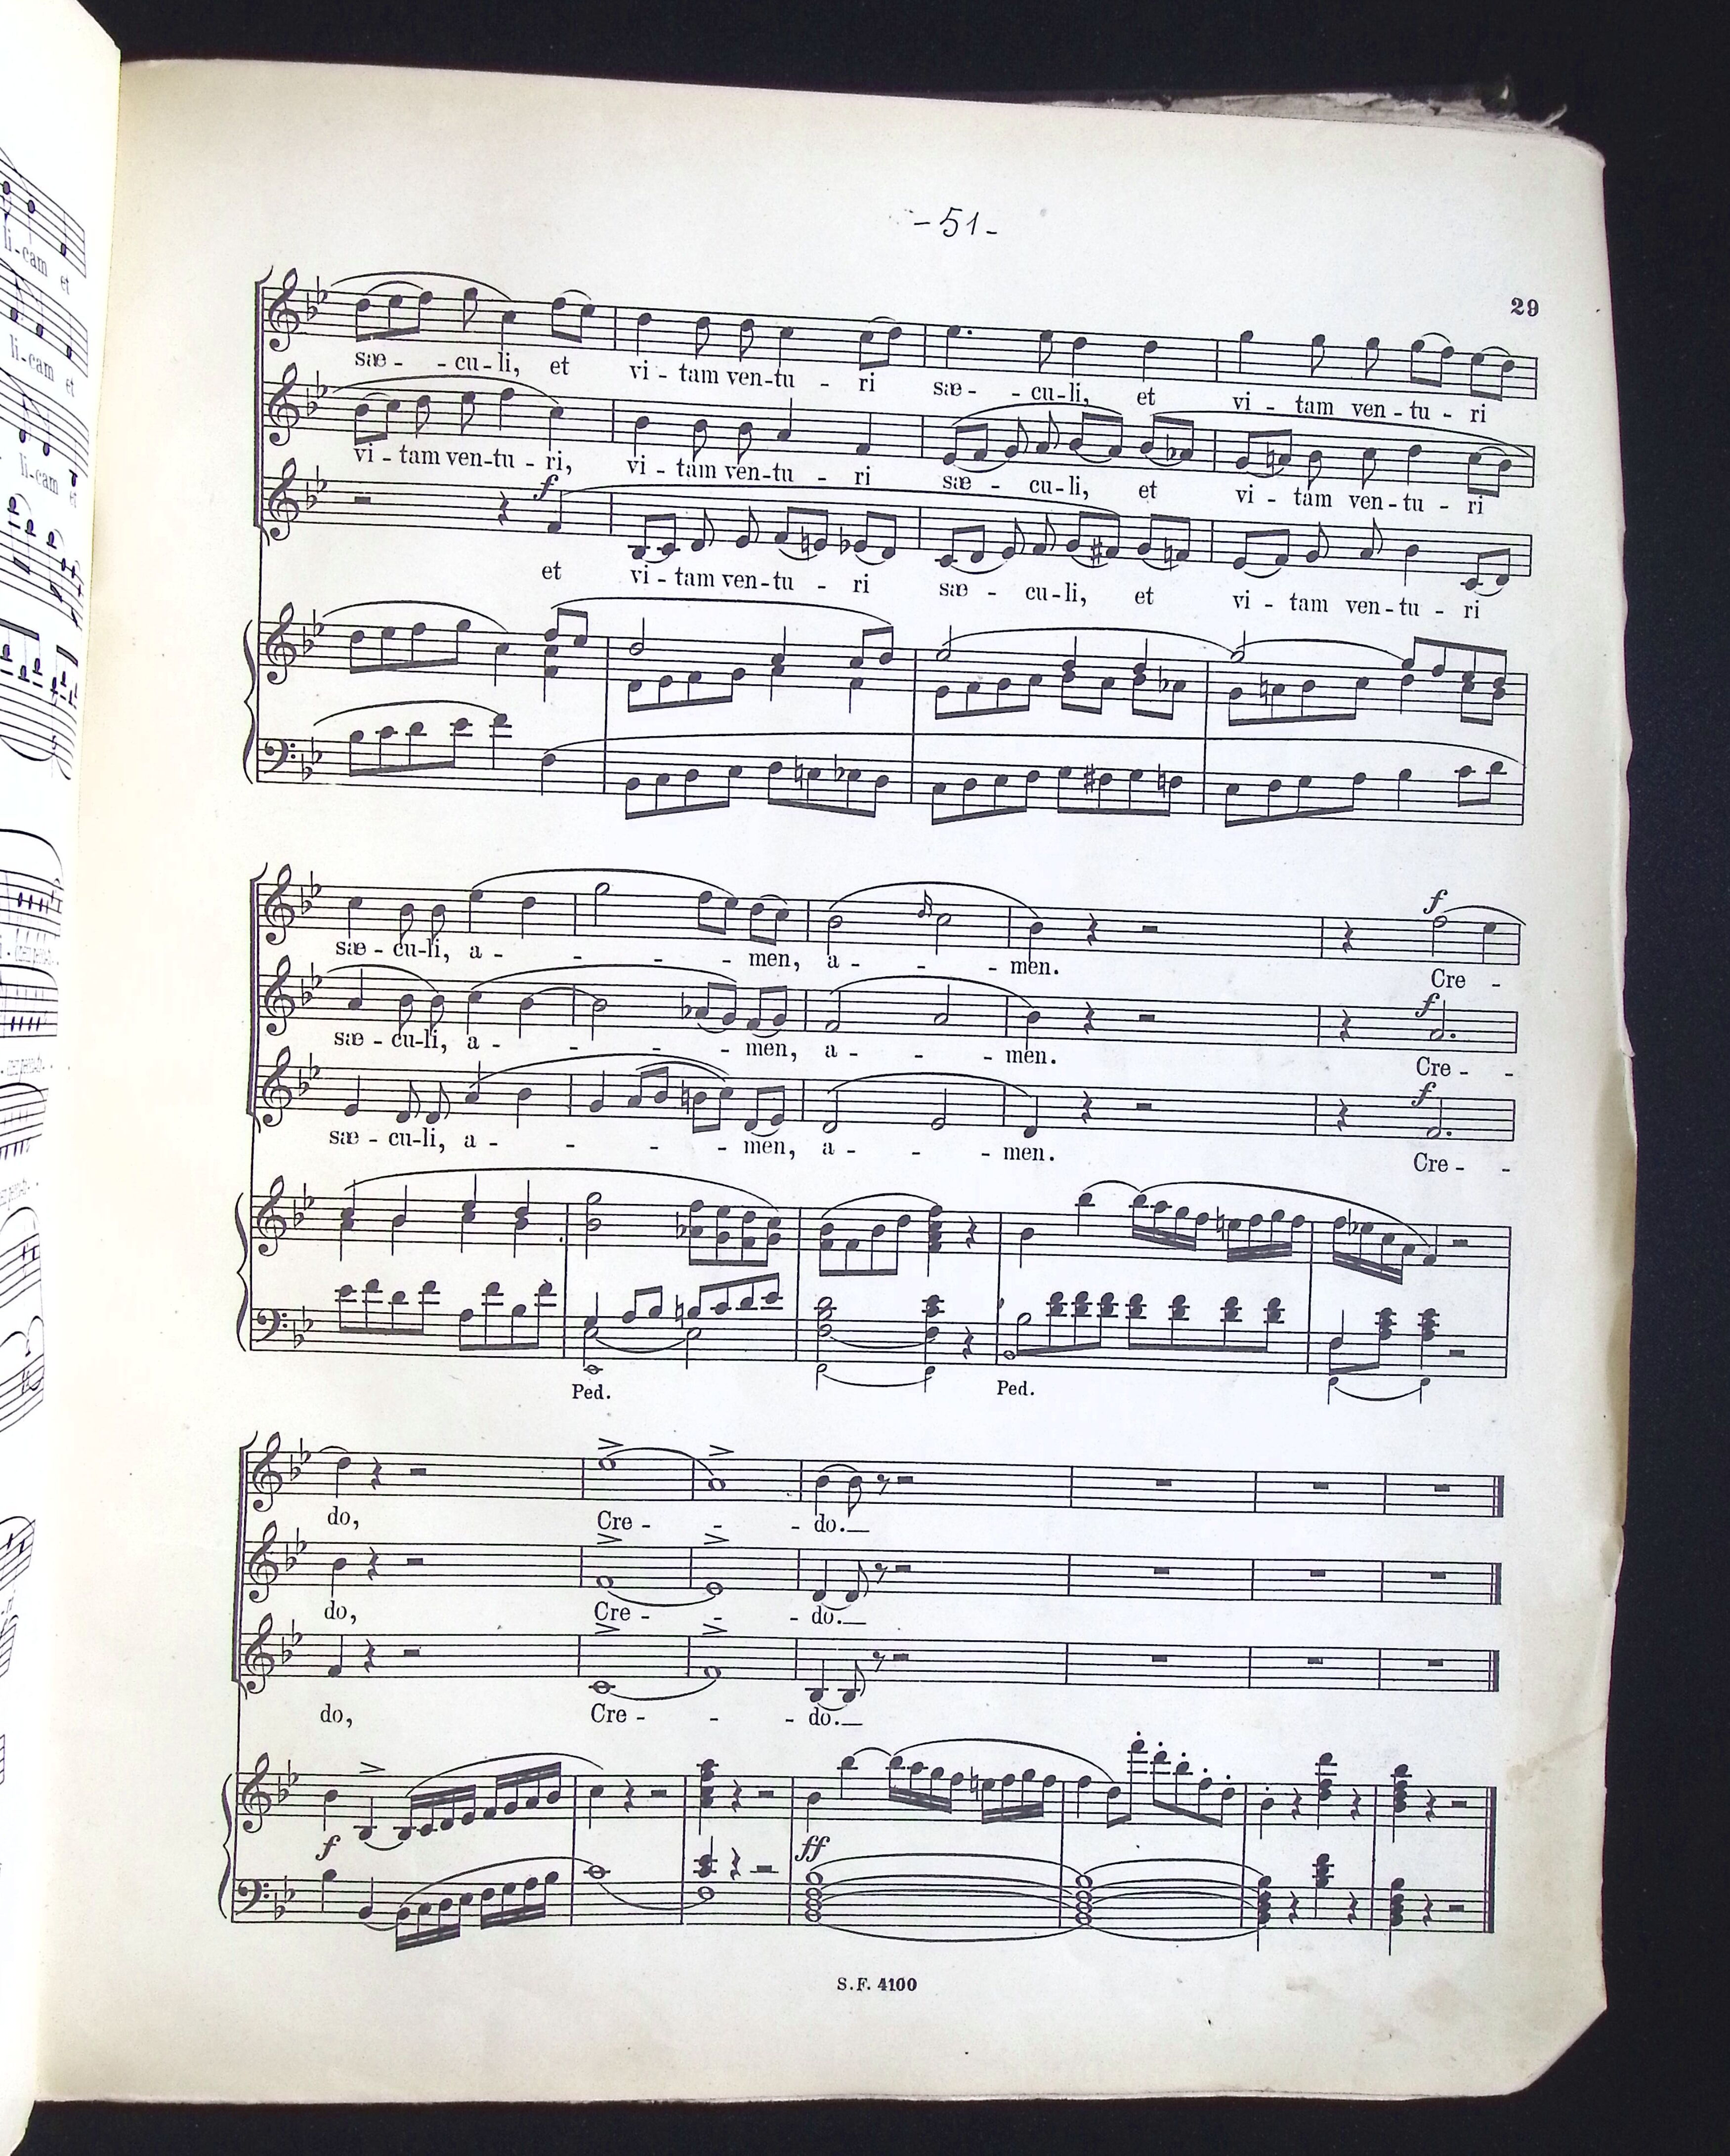 -51-
29
sæ - - cu - li, et vi - tam ven-tu - ri sæ - - cu-li, et vi - tam ven - tu - ri
vi - tam ven-tu - ri, vi - tam ven-tu - ri sæ - cu-li, et vi - tam ven - tu - ri
f
et vi - tam ven-tu - ri sæ - cu-li, et vi - tam ven - tu - ri
f
sæ - cu-li, a - - - - men, a - - - men. Cre -
f
sæ - cu-li, a - - - - men, a - - - men. Cre - -
f
sæ - cu-li, a - - - - men, a - - - men. Cre - -
Ped. Ped.
do, Cre - - - do.
do, Cre - - - do.
do, Cre - - - do.
f ff
S.F. 4100
li-cam et
li-cam et
li-cam et